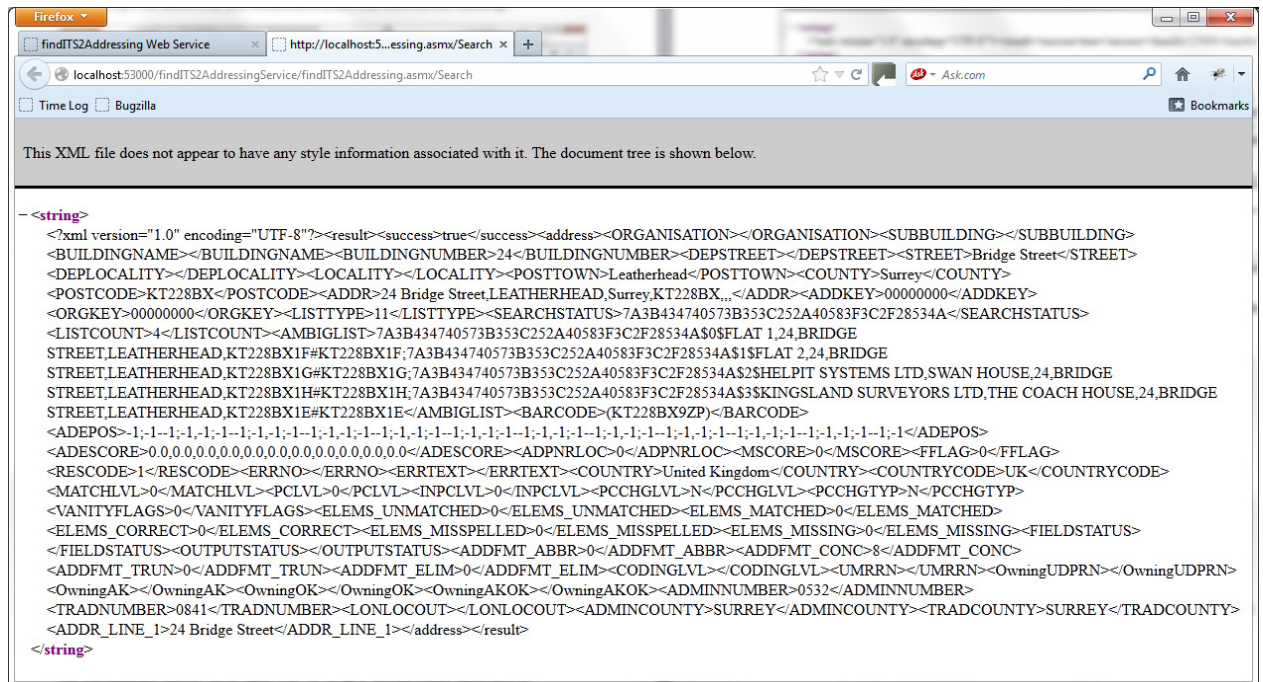 Firefox
findITS2Addressing Web Service
http://localhost:5...essing.asmx/Search
localhost:53000/findITS2AddressingService/findITS2Addressing.asmx/Search
Ask
Ask.com
Time Log
Bugzilla
Bookmarks
This XML file does not appear to have any style information associated with it. The document tree is shown below.
− <string>
<?xml version="1.0" encoding="UTF-8"?><result><success>true</success><address><ORGANISATION></ORGANISATION><SUBBUILDING></SUBBUILDING>
<BUILDINGNAME></BUILDINGNAME><BUILDINGNUMBER>24</BUILDINGNUMBER><DEPSTREET></DEPSTREET><STREET>Bridge Street</STREET>
<DEPLOCALITY></DEPLOCALITY><LOCALITY></LOCALITY><POSTTOWN>Leatherhead</POSTTOWN><COUNTY>Surrey</COUNTY>
<POSTCODE>KT228BX</POSTCODE><ADDR>24 Bridge Street,LEATHERHEAD,Surrey,KT228BX,,,</ADDR><ADDKEY>00000000</ADDKEY>
<ORGKEY>00000000</ORGKEY><LISTTYPE>11</LISTTYPE><SEARCHSTATUS>7A3B434740573B353C252A40583F3C2F28534A</SEARCHSTATUS>
<LISTCOUNT>4</LISTCOUNT><AMBIGLIST>7A3B434740573B353C252A40583F3C2F28534A$0$FLAT 1,24,BRIDGE
STREET,LEATHERHEAD,KT228BX1F#KT228BX1F;7A3B434740573B353C252A40583F3C2F28534A$1$FLAT 2,24,BRIDGE
STREET,LEATHERHEAD,KT228BX1G#KT228BX1G;7A3B434740573B353C252A40583F3C2F28534A$2$HELPIT SYSTEMS LTD,SWAN HOUSE,24,BRIDGE
STREET,LEATHERHEAD,KT228BX1H#KT228BX1H;7A3B434740573B353C252A40583F3C2F28534A$3$KINGSLAND SURVEYORS LTD,THE COACH HOUSE,24,BRIDGE
STREET,LEATHERHEAD,KT228BX1E#KT228BX1E</AMBIGLIST><BARCODE>(KT228BX9ZP)</BARCODE>
<ADEPOS>-1;-1--1;-1,-1;-1--1;-1,-1;-1--1;-1,-1;-1--1;-1,-1;-1--1;-1,-1;-1--1;-1,-1;-1--1;-1,-1;-1--1;-1,-1;-1--1;-1,-1;-1--1;-1</ADEPOS>
<ADESCORE>0.0,0.0,0.0,0.0,0.0,0.0,0.0,0.0,0.0,0.0</ADESCORE><ADPNRLOC>0</ADPNRLOC><MSCORE>0</MSCORE><FFLAG>0</FFLAG>
<RESCODE>1</RESCODE><ERRNO></ERRNO><ERRTEXT></ERRTEXT><COUNTRY>United Kingdom</COUNTRY><COUNTRYCODE>UK</COUNTRYCODE>
<MATCHLVL>0</MATCHLVL><PCLVL>0</PCLVL><INPCLVL>0</INPCLVL><PCCHGLVL>N</PCCHGLVL><PCCHGTYP>N</PCCHGTYP>
<VANITYFLAGS>0</VANITYFLAGS><ELEMS_UNMATCHED>0</ELEMS_UNMATCHED><ELEMS_MATCHED>0</ELEMS_MATCHED>
<ELEMS_CORRECT>0</ELEMS_CORRECT><ELEMS_MISSPELLED>0</ELEMS_MISSPELLED><ELEMS_MISSING>0</ELEMS_MISSING><FIELDSTATUS>
</FIELDSTATUS><OUTPUTSTATUS></OUTPUTSTATUS><ADDFMT_ABBR>0</ADDFMT_ABBR><ADDFMT_CONC>8</ADDFMT_CONC>
<ADDFMT_TRUN>0</ADDFMT_TRUN><ADDFMT_ELIM>0</ADDFMT_ELIM><CODINGLVL></CODINGLVL><UMRRN></UMRRN><OwningUDPRN></OwningUDPRN>
<OwningAK></OwningAK><OwningOK></OwningOK><OwningAKOK></OwningAKOK><ADMINNUMBER>0532</ADMINNUMBER>
<TRADNUMBER>0841</TRADNUMBER><LONLOCOUT></LONLOCOUT><ADMINCOUNTY>SURREY</ADMINCOUNTY><TRADCOUNTY>SURREY</TRADCOUNTY>
<ADDR_LINE_1>24 Bridge Street</ADDR_LINE_1></address></result>
</string>